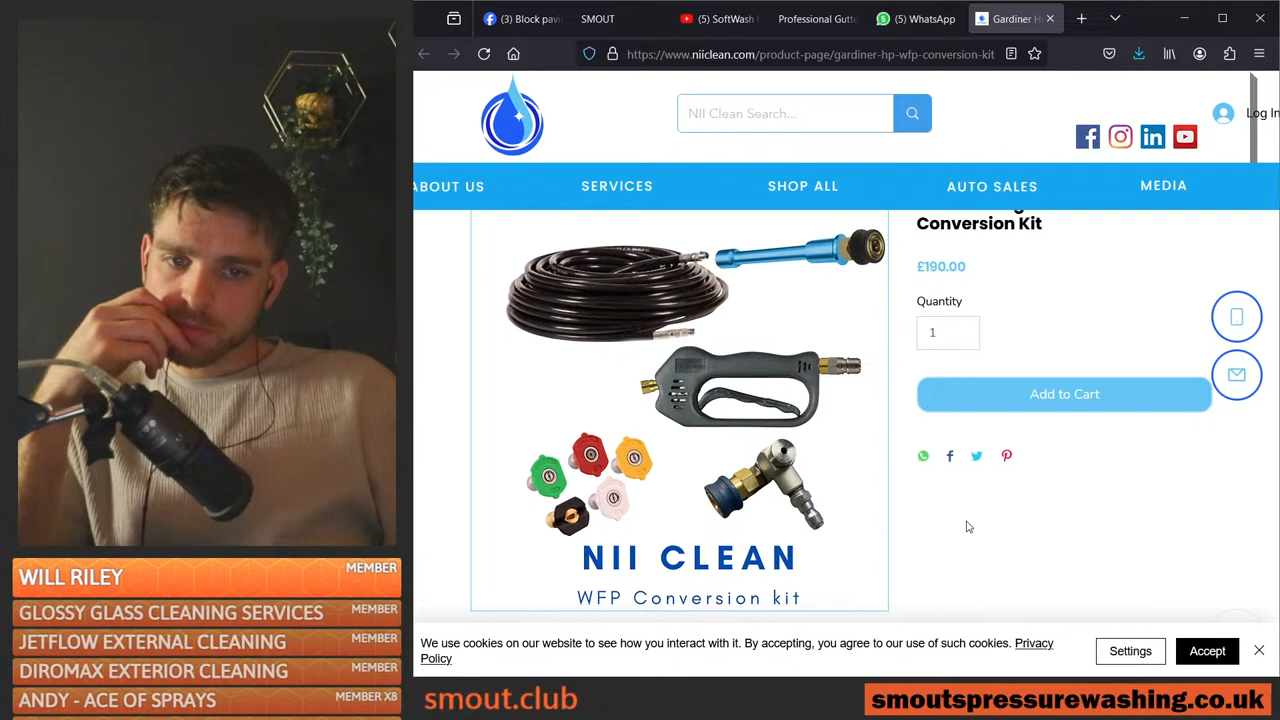 (3) Block pavi
SMOUT
(5) SoftWash (
Professional Gutte
(5) WhatsApp
Gardiner H
https://www.niiclean.com/product-page/gardiner-hp-wfp-conversion-kit
NII Clean Search...
Log In
ABOUT US
SERVICES
SHOP ALL
AUTO SALES
MEDIA
Conversion Kit
£190.00
Quantity
1
Add to Cart
NII CLEAN
WFP Conversion kit
We use cookies on our website to see how you interact with it. By accepting, you agree to our use of such cookies. Privacy
Policy
Settings
Accept
WILL RILEY MEMBER
GLOSSY GLASS CLEANING SERVICES MEMBER
JETFLOW EXTERNAL CLEANING MEMBER
DIROMAX EXTERIOR CLEANING MEMBER
ANDY - ACE OF SPRAYS MEMBER X8
smout.club
smoutspressurewashing.co.uk